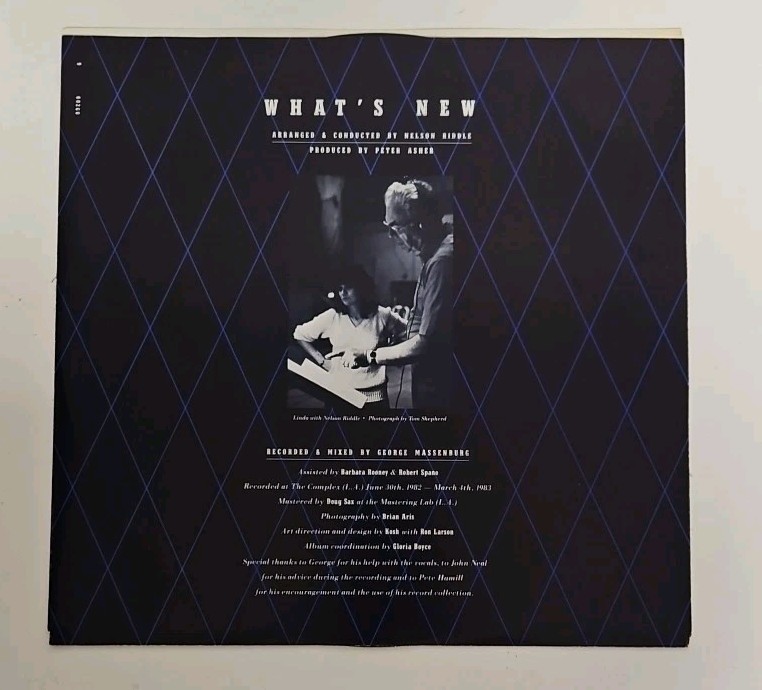 WHAT'S NEW
ARRANGED & CONDUCTED BY NELSON RIDDLE
PRODUCED BY PETER ASHER
Linda with Nelson Riddle • Photograph by Tom Shepherd
RECORDED & MIXED BY GEORGE MASSENBURG
Assisted by Barbara Rooney & Robert Spano
Recorded at The Complex (L.A.) June 30th, 1982 — March 4th, 1983
Mastered by Doug Sax at the Mastering Lab (L.A.)
Photography by Brian Aris
Art direction and design by Kosh with Ron Larson
Album coordination by Gloria Boyce
Special thanks to George for his help with the vocals, to John Neal
for his advice during the recording and to Pete Hamill
for his encouragement and the use of his record collection.